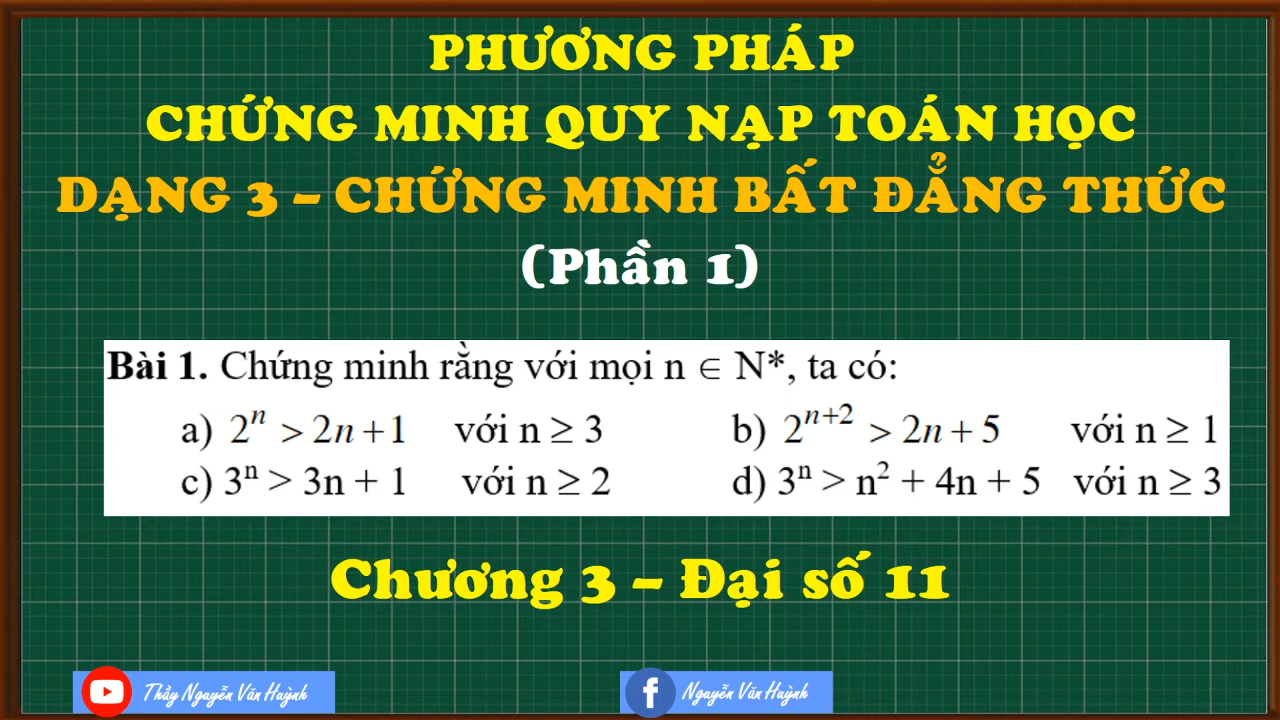 PHƯƠNG PHÁP
CHỨNG MINH QUY NẠP TOÁN HỌC
DẠNG 3 – CHỨNG MINH BẤT ĐẲNG THỨC
(Phần 1)
Bài 1. Chứng minh rằng với mọi n ∈ N*, ta có:
a) 2ⁿ > 2n + 1 với n ≥ 3 b) 2ⁿ⁺² > 2n + 5 với n ≥ 1
c) 3ⁿ > 3n + 1 với n ≥ 2 d) 3ⁿ > n² + 4n + 5 với n ≥ 3
Chương 3 – Đại số 11
Thầy Nguyễn Văn Huỳnh f Nguyễn Văn Huỳnh